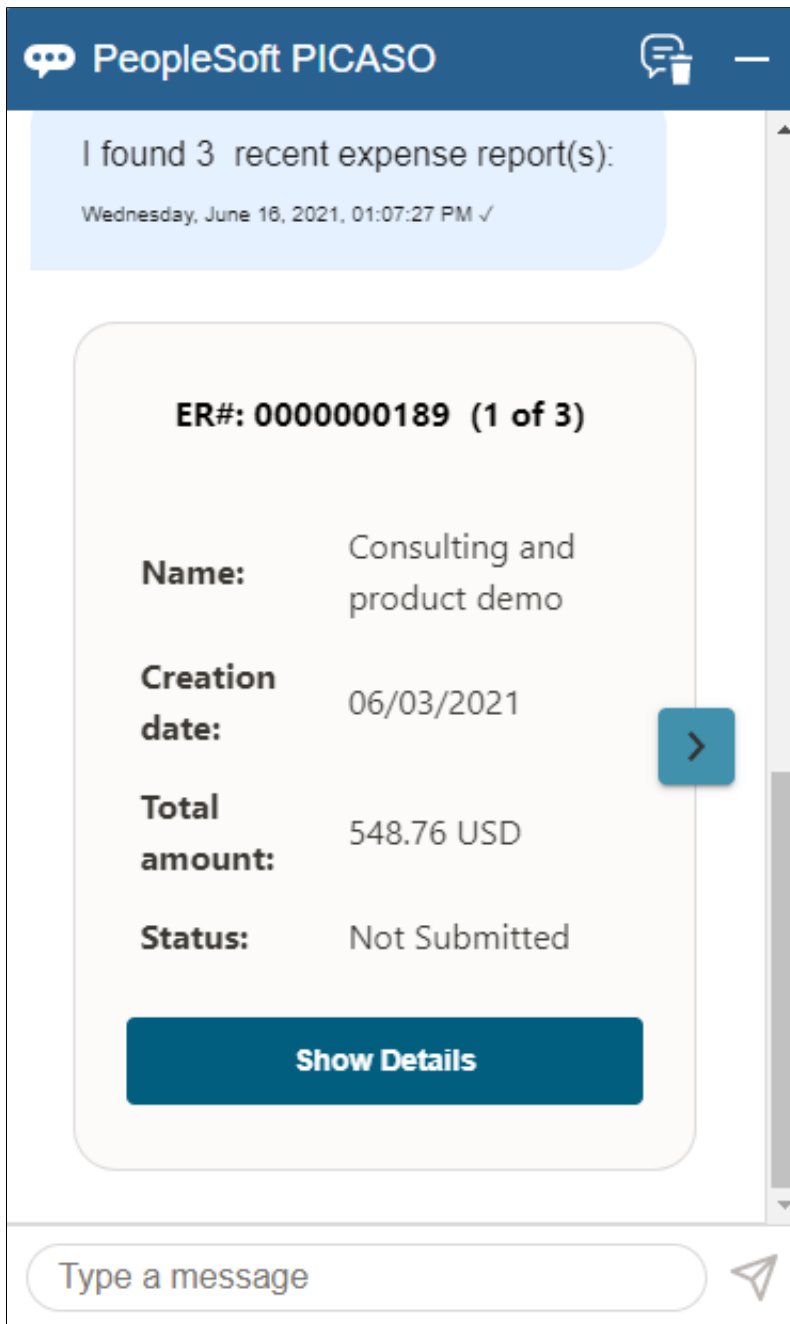 PeopleSoft PICASO
I found 3 recent expense report(s):
Wednesday, June 16, 2021, 01:07:27 PM ✓
ER#: 0000000189 (1 of 3)
Name: Consulting and
product demo
Creation
date: 06/03/2021
Total
amount: 548.76 USD
Status: Not Submitted
Show Details
Type a message